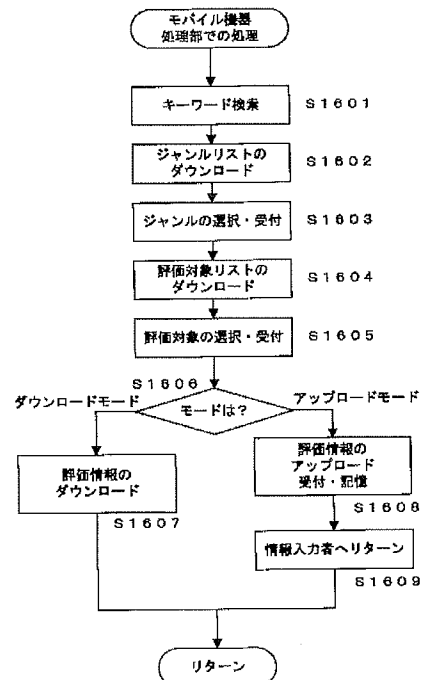 モバイル機器
処理部での処理
キーワード検索
S1601
ジャンルリストの
ダウンロード
S1602
ジャンルの選択・受付
S1603
評価対象リストの
ダウンロード
S1604
評価対象の選択・受付
S1605
S1606
ダウンロードモード
モードは?
アップロードモード
評価情報の
ダウンロード
S1607
評価情報の
アップロード
受付・記憶
S1608
情報入力者へリターン
S1609
リターン